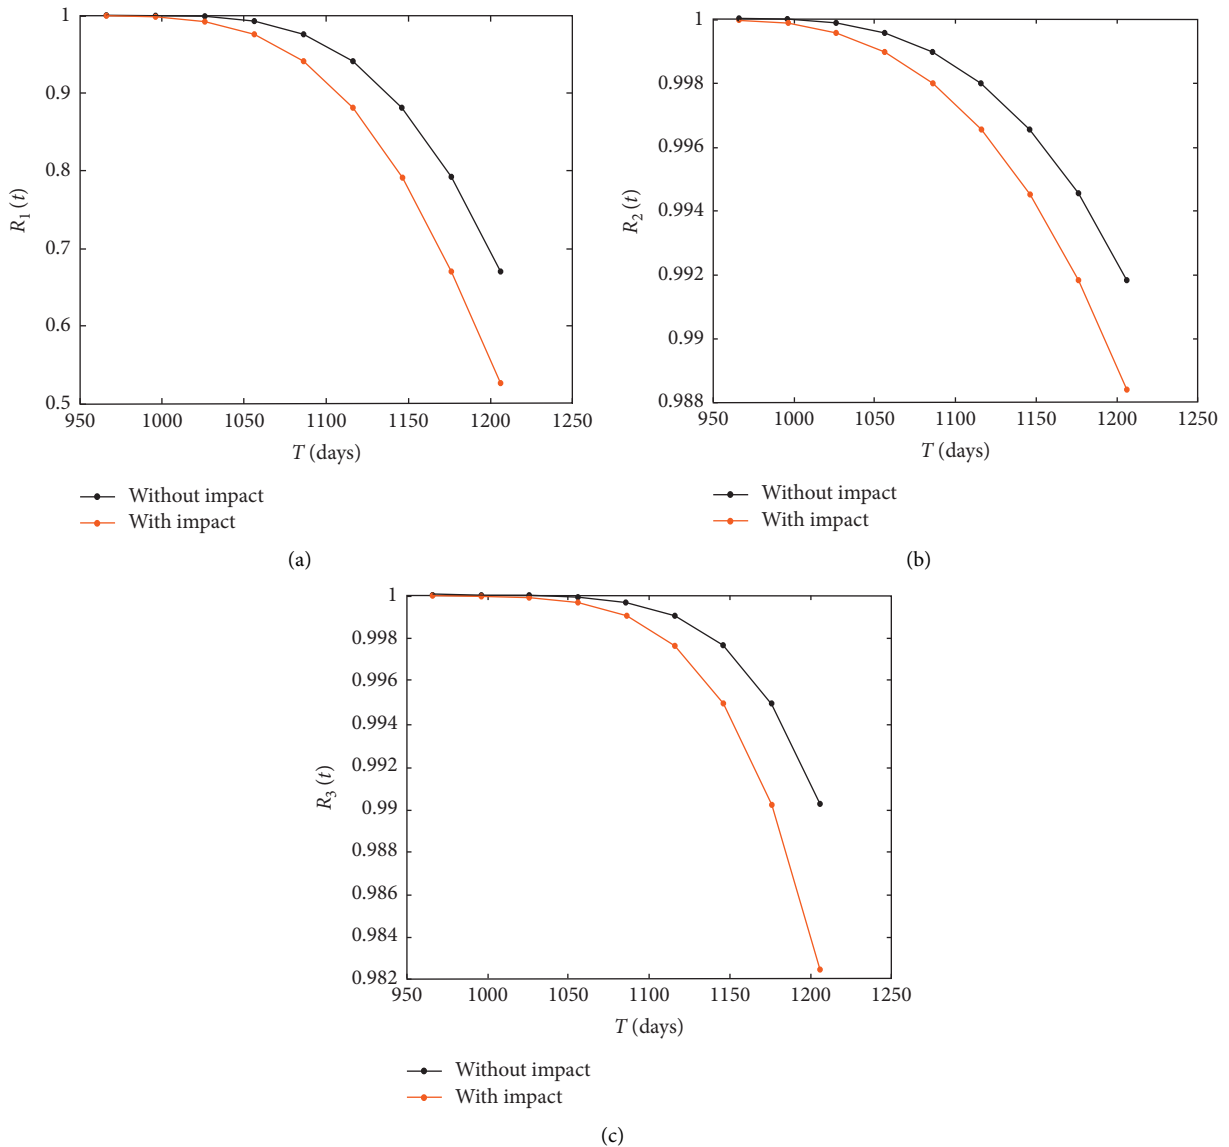 1
0.9
0.8
0.7
0.6
0.5
R1 (t)
950 1000 1050 1100 1150 1200 1250
T (days)
Without impact
With impact
(a)
1
0.998
0.996
0.994
0.992
0.99
0.988
R2 (t)
950 1000 1050 1100 1150 1200 1250
T (days)
Without impact
With impact
(b)
1
0.998
0.996
0.994
0.992
0.99
0.988
0.986
0.984
0.982
R3 (t)
950 1000 1050 1100 1150 1200 1250
T (days)
Without impact
With impact
(c)